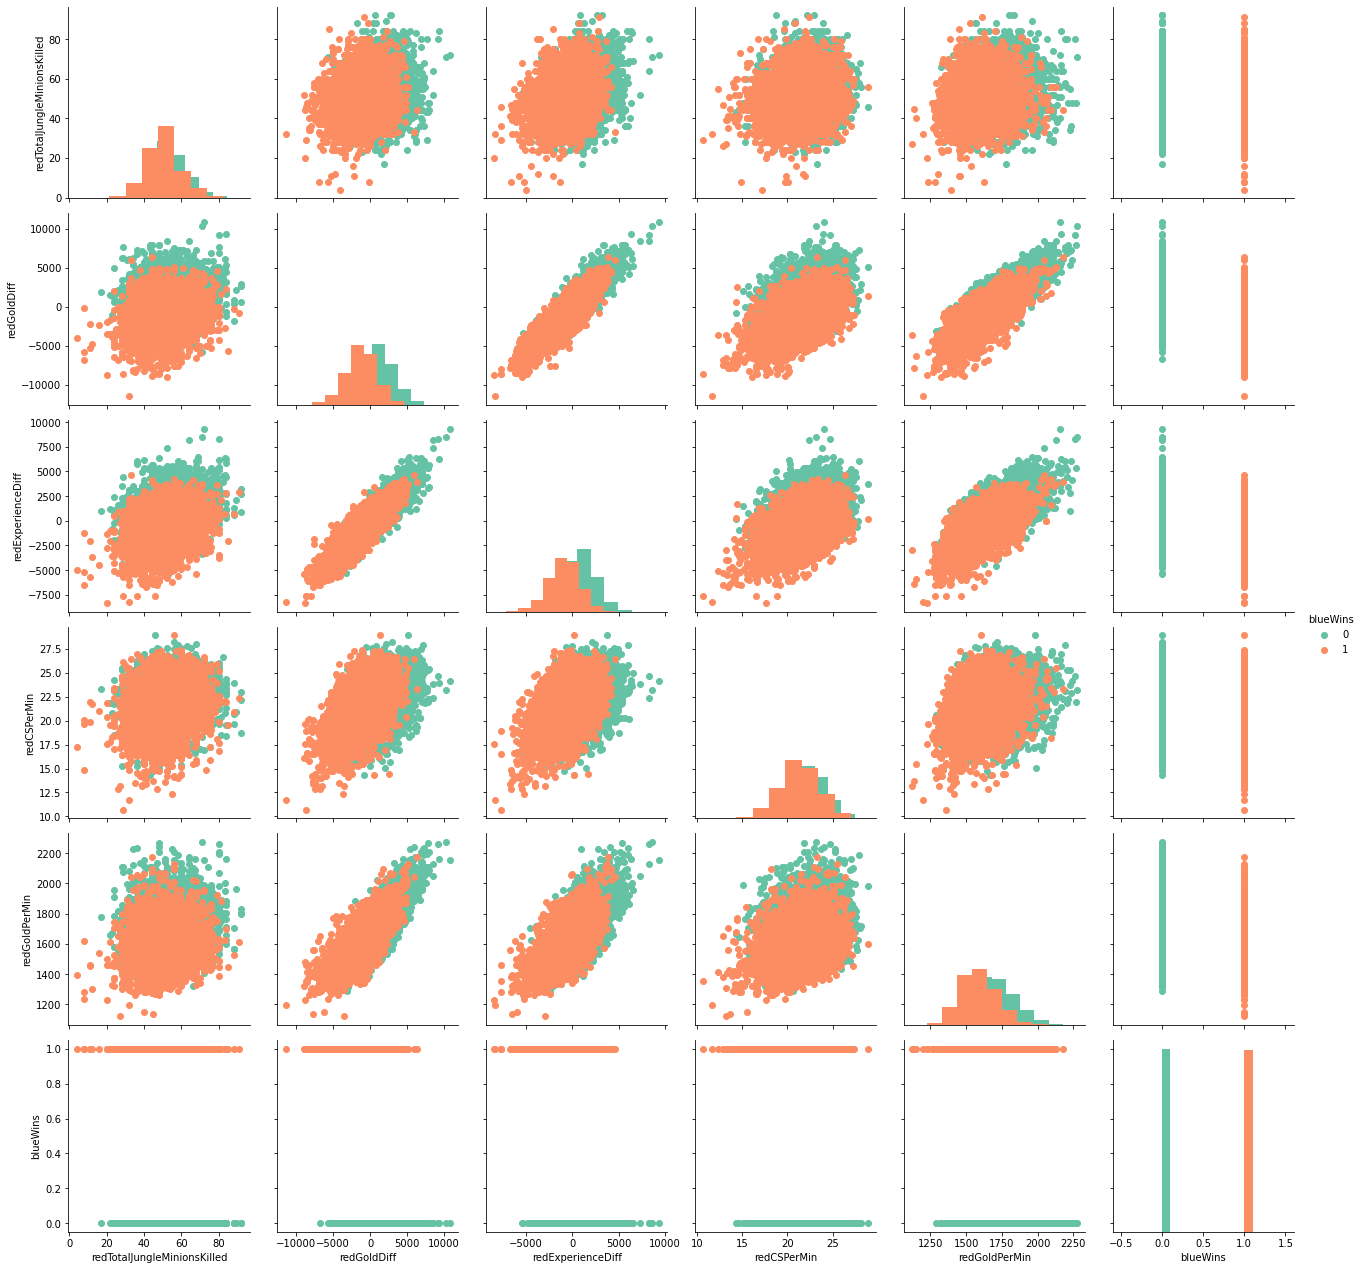 redTotalJungleMinionsKilled
80
60
40
20
0
redGoldDiff
10000
5000
0
−5000
−10000
redExperienceDiff
10000
7500
5000
2500
0
−2500
−5000
−7500
blueWins
0
1
redCSPerMin
27.5
25.0
22.5
20.0
17.5
15.0
12.5
10.0
redGoldPerMin
2200
2000
1800
1600
1400
1200
blueWins
1.0
0.8
0.6
0.4
0.2
0.0
0 20 40 60 80
−10000 −5000 0 5000 10000
−5000 0 5000 10000
10 15 20 25
1250 1500 1750 2000 2250
−0.5 0.0 0.5 1.0 1.5
redTotalJungleMinionsKilled
redGoldDiff
redExperienceDiff
redCSPerMin
redGoldPerMin
blueWins